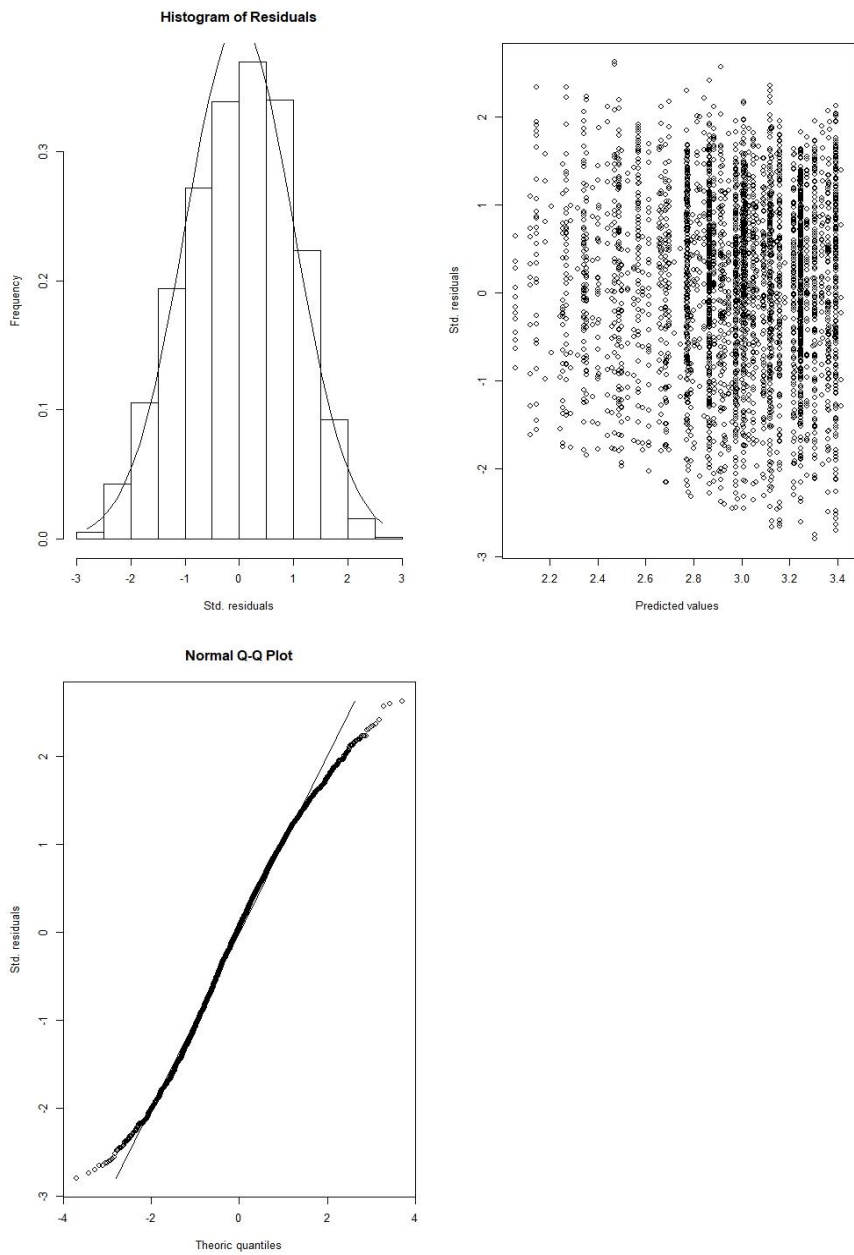 Histogram of Residuals
Frequency
0.3
0.2
0.1
0.0
-3 -2 -1 0 1 2 3
Std. residuals
Std. residuals
2
1
0
-1
-2
-3
2.2 2.4 2.6 2.8 3.0 3.2 3.4
Predicted values
Normal Q-Q Plot
Std. residuals
2
1
0
-1
-2
-3
-4 -2 0 2 4
Theoric quantiles